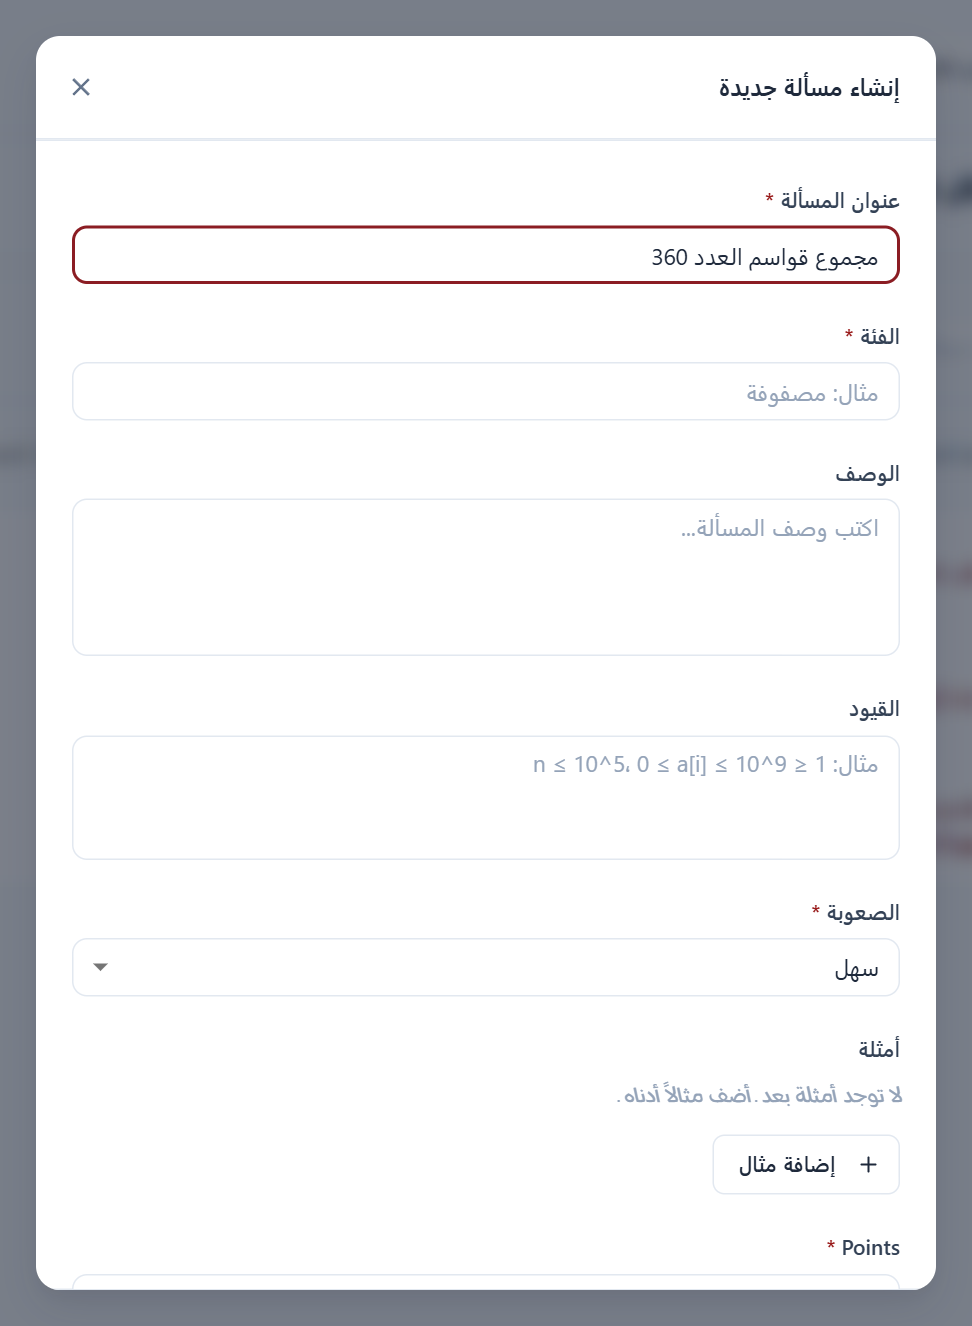 إنشاء مسألة جديدة
عنوان المسألة *
مجموع قواسم العدد 360
الفئة *
مثال: مصفوفة
الوصف
اكتب وصف المسألة...
القيود
مثال: 1 ≤ n ≤ 10^5، 0 ≤ a[i] ≤ 10^9
الصعوبة *
سهل
أمثلة
لا توجد أمثلة بعد. أضف مثالاً أدناه.
+ إضافة مثال
Points *